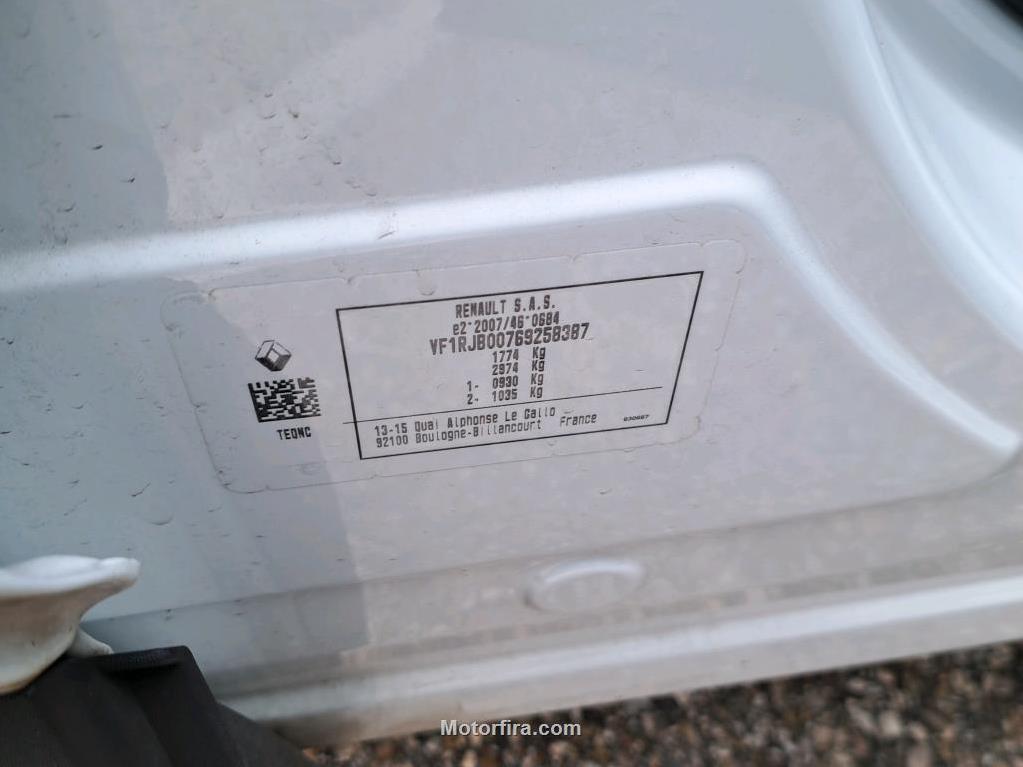 RENAULT S.A.S.
e2*2007/46*0684
VF1RJB00769258387
1774 Kg
2974 Kg
1- 0930 Kg
2- 1035 Kg
TEQNC
13-15 Quai Alphonse Le Gallo
92100 Boulogne-Billancourt France
Motorfira.com